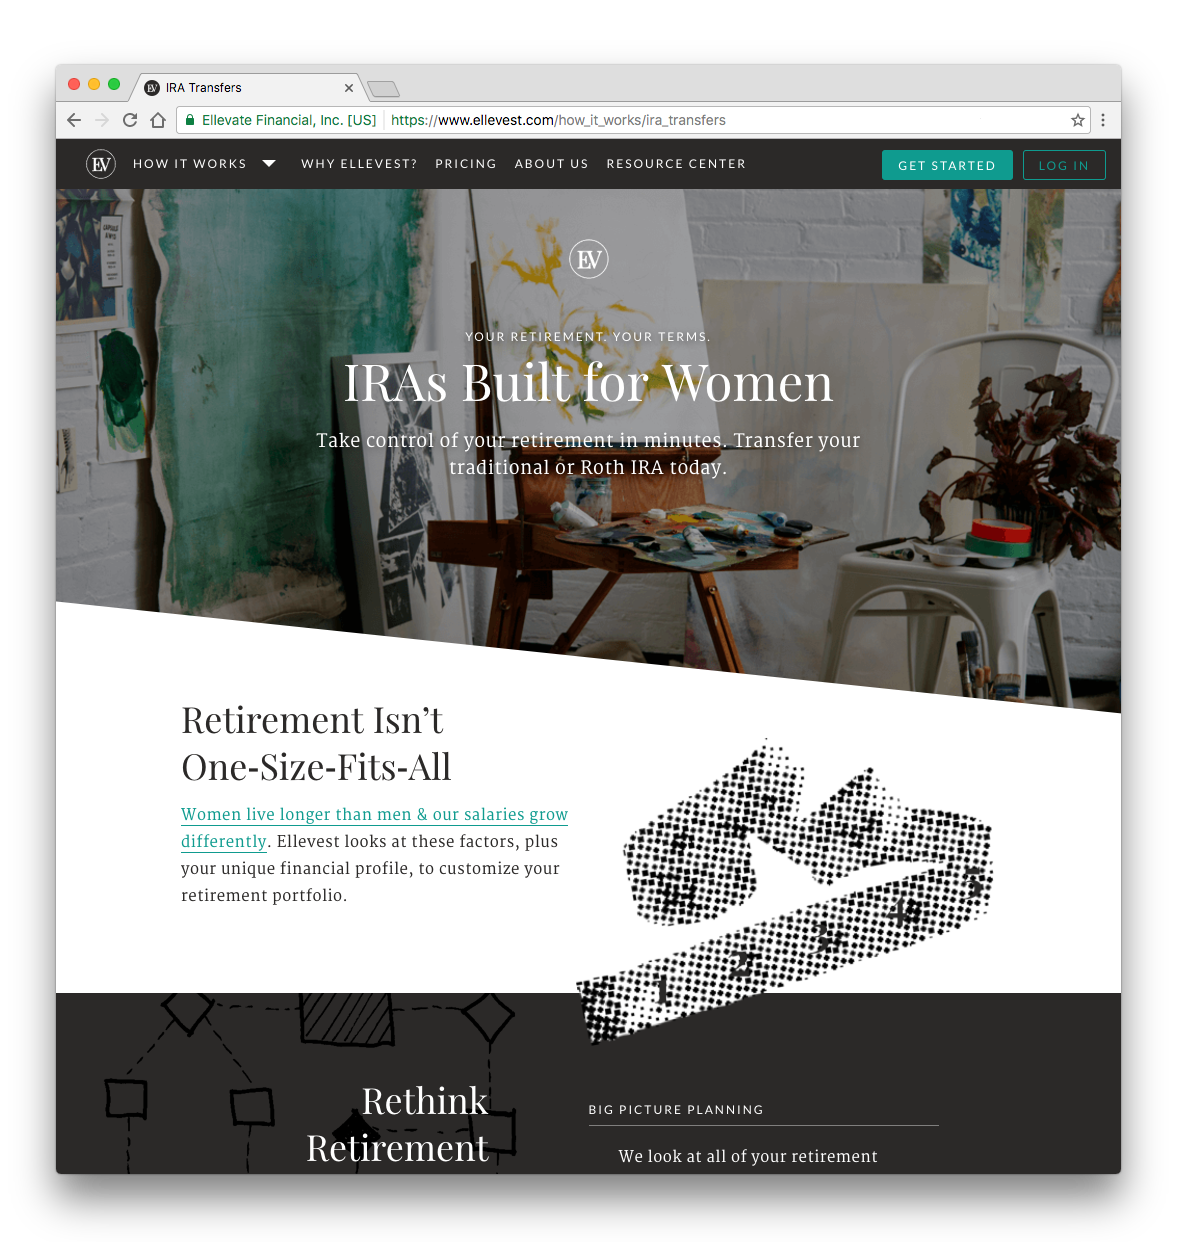 IRA Transfers
Ellevate Financial, Inc. [US] https://www.ellevest.com/how_it_works/ira_transfers
EV HOW IT WORKS WHY ELLEVEST? PRICING ABOUT US RESOURCE CENTER GET STARTED LOG IN
EV
YOUR RETIREMENT. YOUR TERMS.
IRAs Built for Women
Take control of your retirement in minutes. Transfer your
traditional or Roth IRA today.
Retirement Isn’t
One-Size-Fits-All
Women live longer than men & our salaries grow
differently. Ellevest looks at these factors, plus
your unique financial profile, to customize your
retirement portfolio.
1 2 3 4 5
Rethink
Retirement
BIG PICTURE PLANNING
We look at all of your retirement